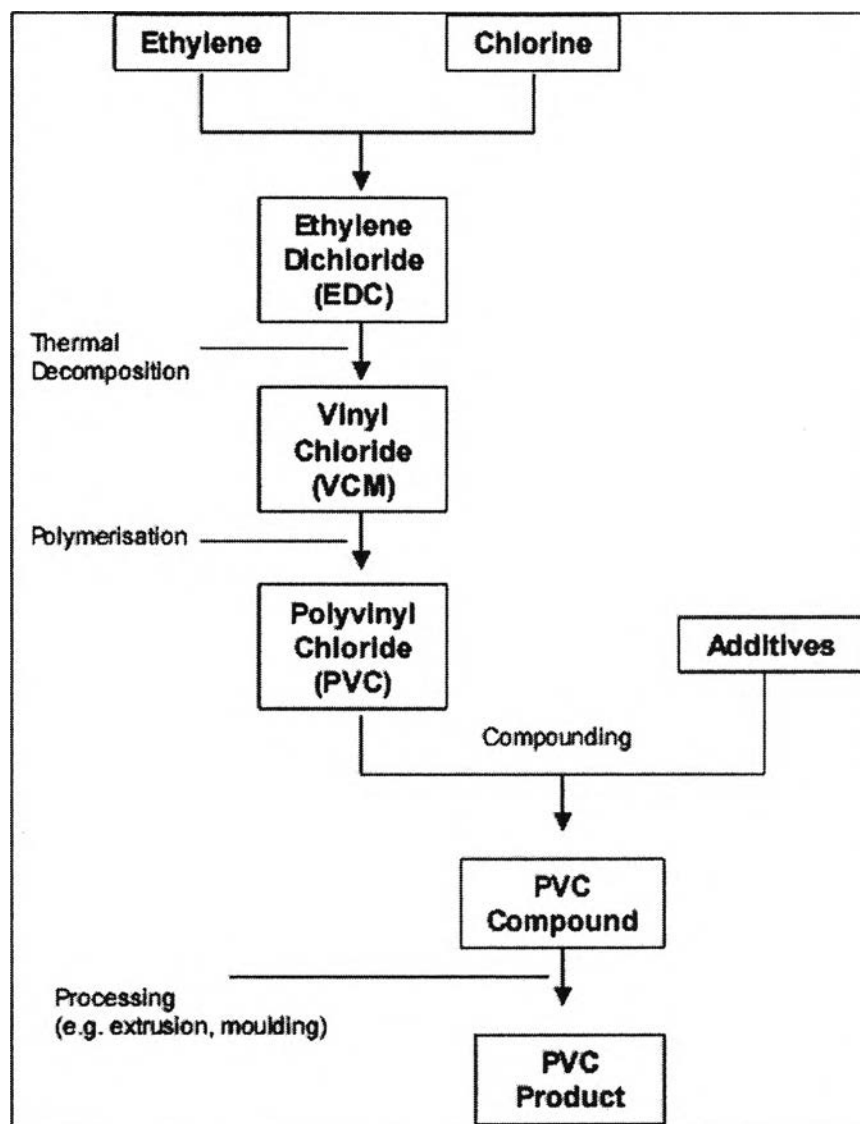 Ethylene
Chlorine
Ethylene
Dichloride
(EDC)
Thermal
Decomposition
Vinyl
Chloride
(VCM)
Polymerisation
Polyvinyl
Chloride
(PVC)
Additives
Compounding
PVC
Compound
Processing
(e.g. extrusion, moulding)
PVC
Product